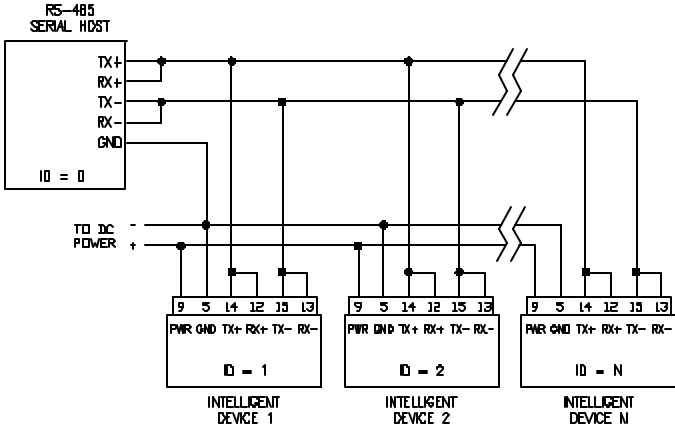 RS-485
SERIAL HOST
TX+
RX+
TX-
RX-
GND
ID = 0
TO DC -
POWER +
9 5 14 12 15 13
PWR GND TX+ RX+ TX- RX-
ID = 1
INTELLIGENT
DEVICE 1
9 5 14 12 15 13
PWR GND TX+ RX+ TX- RX-
ID = 2
INTELLIGENT
DEVICE 2
9 5 14 12 15 13
PWR GND TX+ RX+ TX- RX-
ID = N
INTELLIGENT
DEVICE N